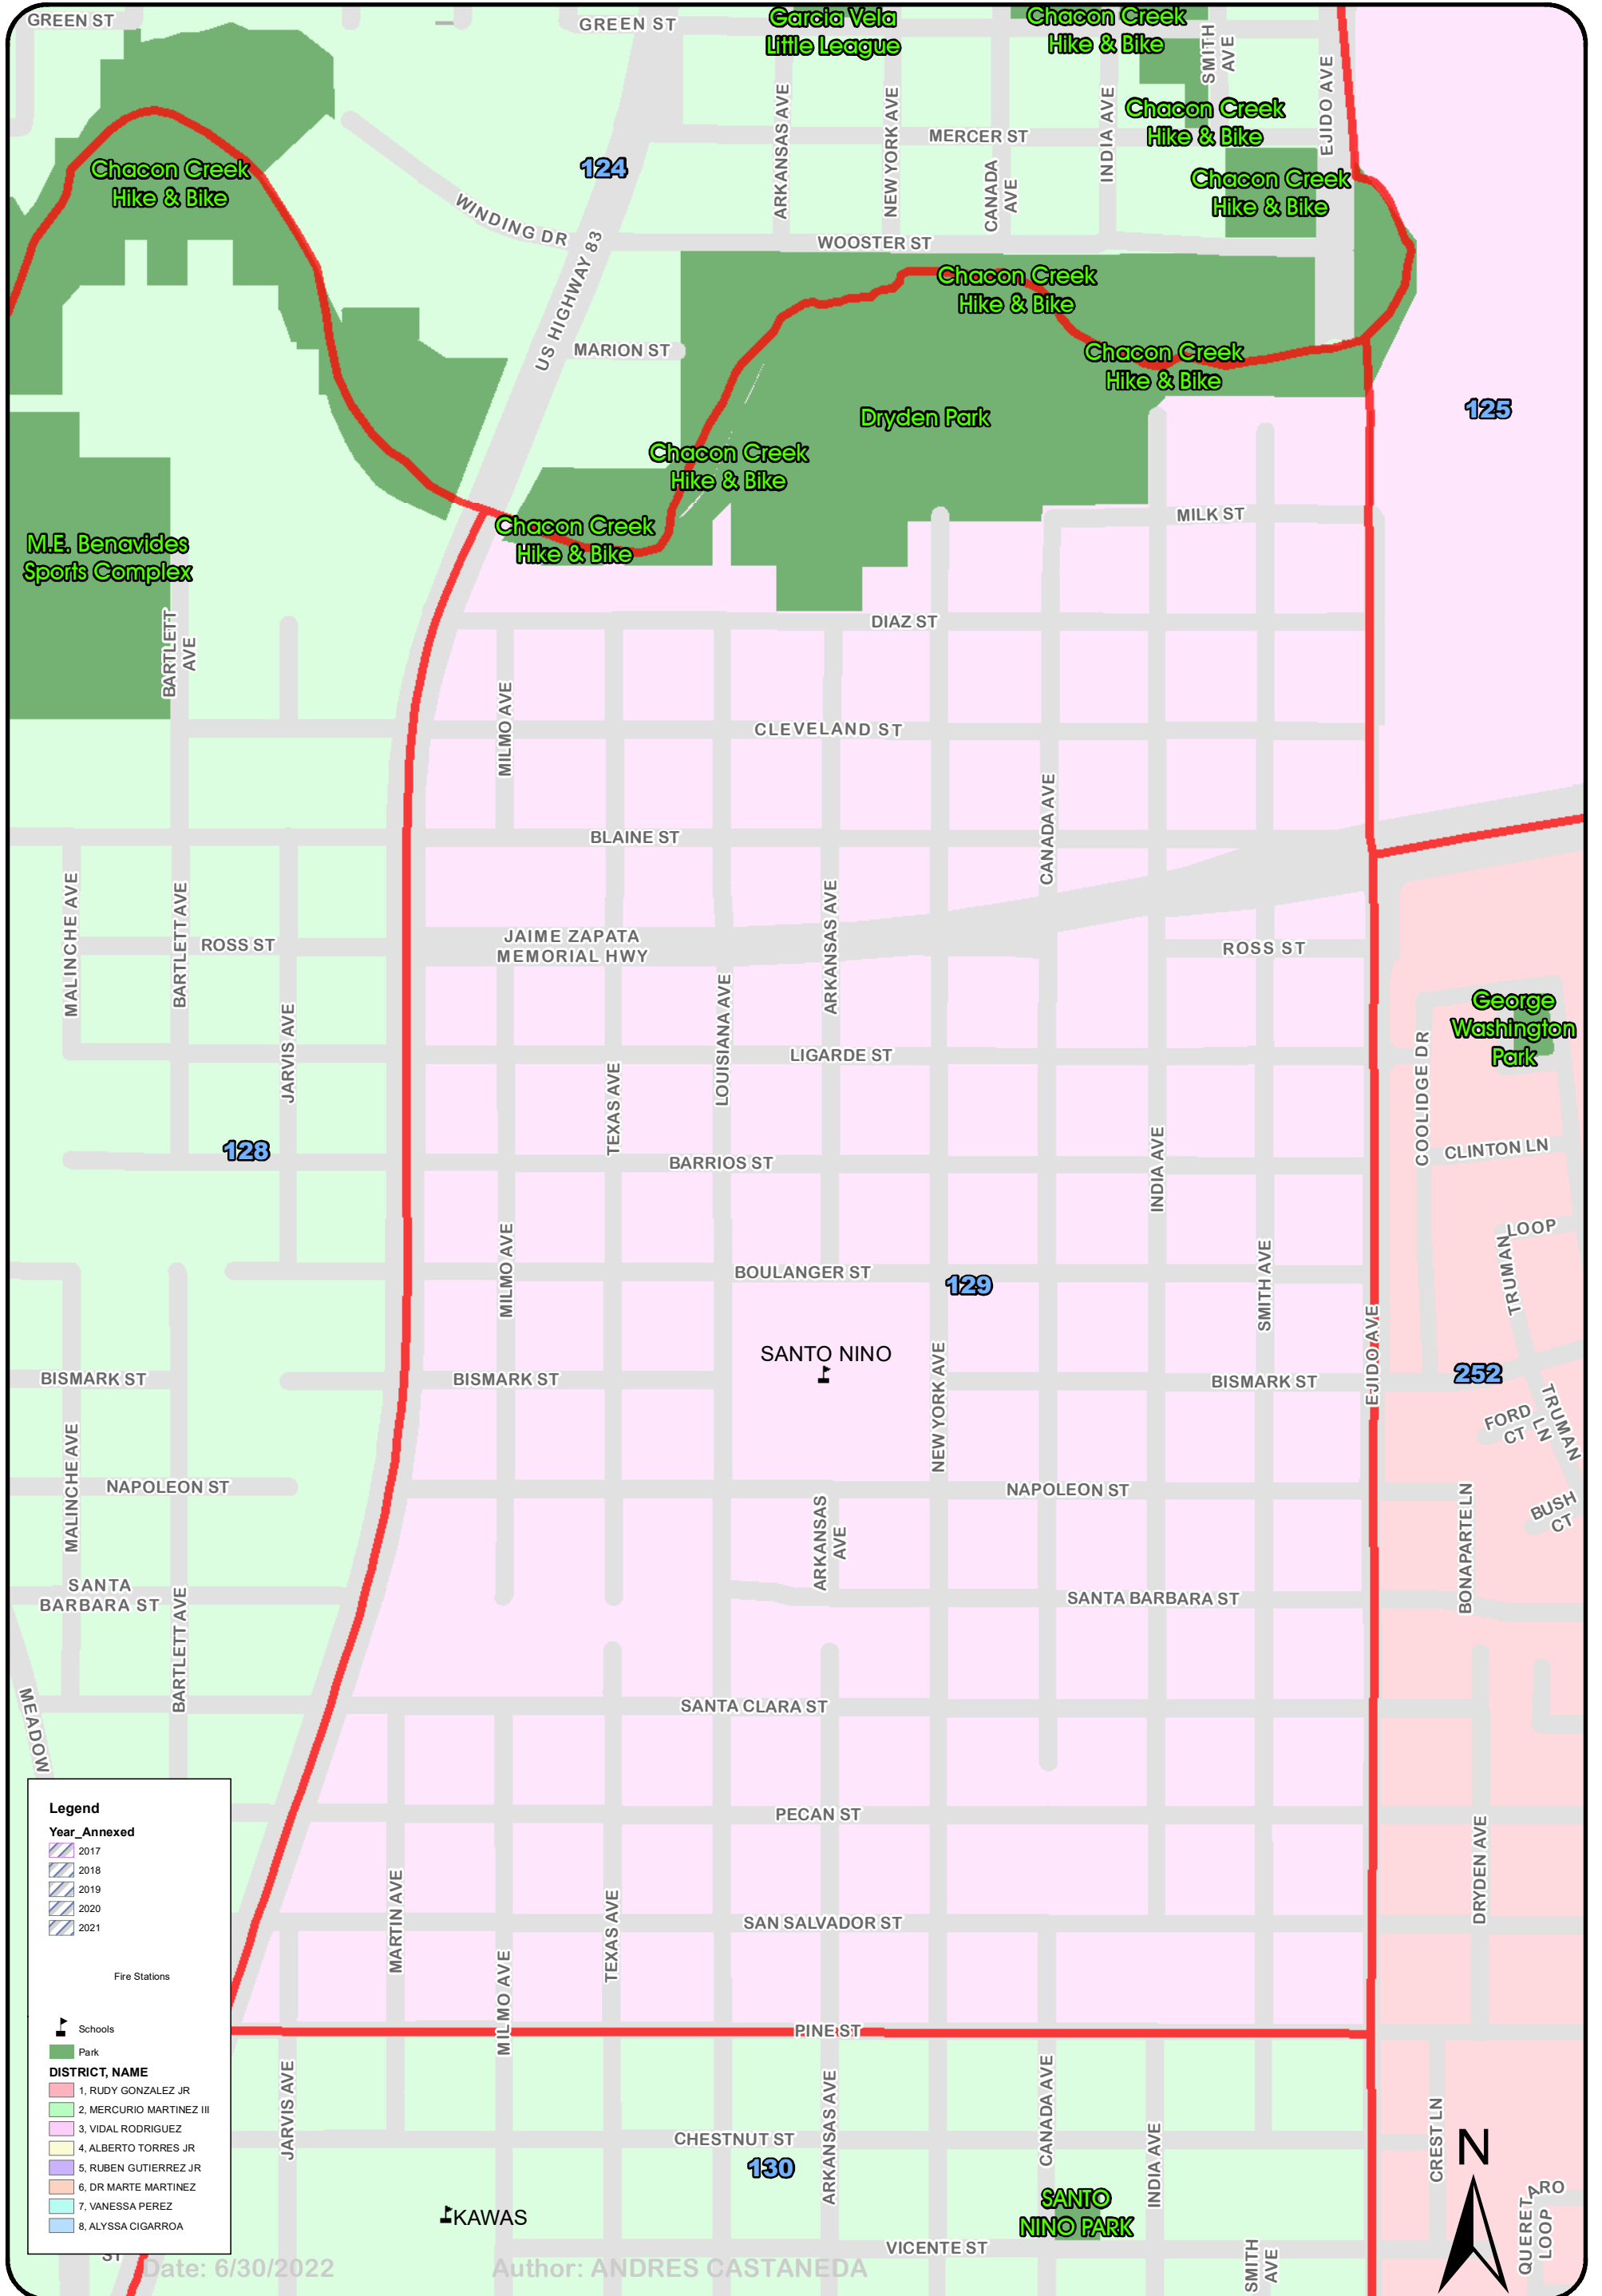 GREEN ST
GREEN ST
Garcia Vela
Little League
Chacon Creek
Hike & Bike
SMITH
AVE
EJIDO AVE
ARKANSAS AVE
NEW YORK AVE
MERCER ST
CANADA
AVE
INDIA AVE
Chacon Creek
Hike & Bike
124
Chacon Creek
Hike & Bike
Chacon Creek
Hike & Bike
WINDING DR
US HIGHWAY 83
WOOSTER ST
Chacon Creek
Hike & Bike
MARION ST
Chacon Creek
Hike & Bike
125
Dryden Park
Chacon Creek
Hike & Bike
MILK ST
Chacon Creek
Hike & Bike
M.E. Benavides
Sports Complex
BARTLETT
AVE
DIAZ ST
MILMO AVE
CLEVELAND ST
CANADA AVE
BLAINE ST
MALINCHE AVE
BARTLETT AVE
ROSS ST
JAIME ZAPATA
MEMORIAL HWY
ARKANSAS AVE
ROSS ST
LOUISIANA AVE
JARVIS AVE
George
Washington
Park
LIGARDE ST
COOLIDGE DR
TEXAS AVE
128
BARRIOS ST
INDIA AVE
CLINTON LN
LOOP
TRUMAN
MILMO AVE
BOULANGER ST
129
SMITH AVE
SANTO NINO
EJIDO AVE
BISMARK ST
BISMARK ST
NEW YORK AVE
BISMARK ST
252
FORD
CT
TRUMAN
LN
MALINCHE AVE
NAPOLEON ST
NAPOLEON ST
BONAPARTE LN
BUSH
CT
ARKANSAS
AVE
SANTA
BARBARA ST
BARTLETT AVE
SANTA BARBARA ST
MEADOW
SANTA CLARA ST
PECAN ST
DRYDEN AVE
MARTIN AVE
TEXAS AVE
SAN SALVADOR ST
MILMO AVE
PINE ST
JARVIS AVE
ARKANSAS AVE
CANADA AVE
INDIA AVE
CREST LN
CHESTNUT ST
130
KAWAS
SANTO
NINO PARK
VICENTE ST
SMITH
AVE
N
QUERET
ARO
LOOP
Legend
Year_Annexed
2017
2018
2019
2020
2021
Fire Stations
Schools
Park
DISTRICT, NAME
1, RUDY GONZALEZ JR
2, MERCURIO MARTINEZ III
3, VIDAL RODRIGUEZ
4, ALBERTO TORRES JR
5, RUBEN GUTIERREZ JR
6, DR MARTE MARTINEZ
7, VANESSA PEREZ
8, ALYSSA CIGARROA
ST
Date: 6/30/2022
Author: ANDRES CASTANEDA